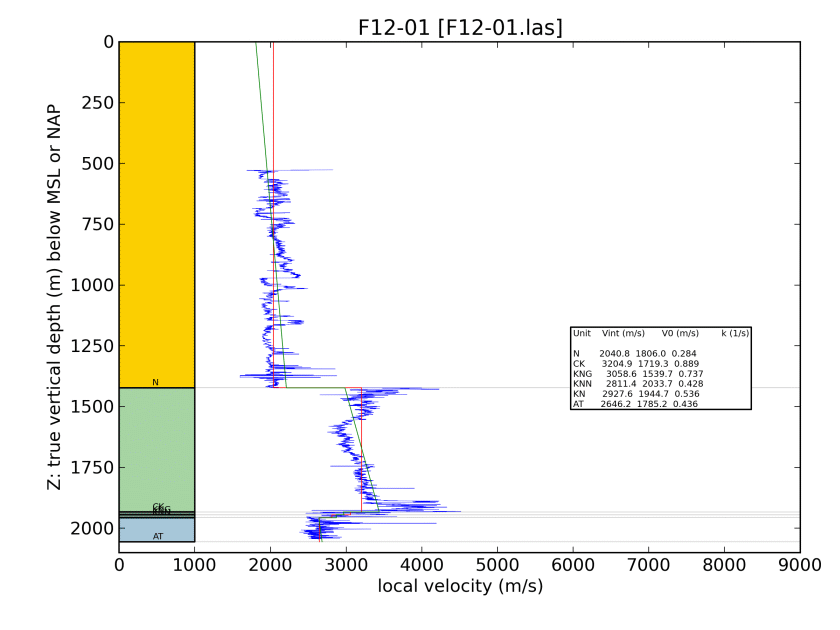 F12-01 [F12-01.las]
Z: true vertical depth (m) below MSL or NAP
0
250
500
750
1000
1250
1500
1750
2000
N
CK
AT
Unit Vint (m/s) V0 (m/s) k (1/s)
N 2040.8 1806.0 0.284
CK 3204.9 1719.3 0.889
KNG 3058.6 1539.7 0.737
KNN 2811.4 2033.7 0.428
KN 2927.6 1944.7 0.536
AT 2646.2 1785.2 0.436
0 1000 2000 3000 4000 5000 6000 7000 8000 9000
local velocity (m/s)